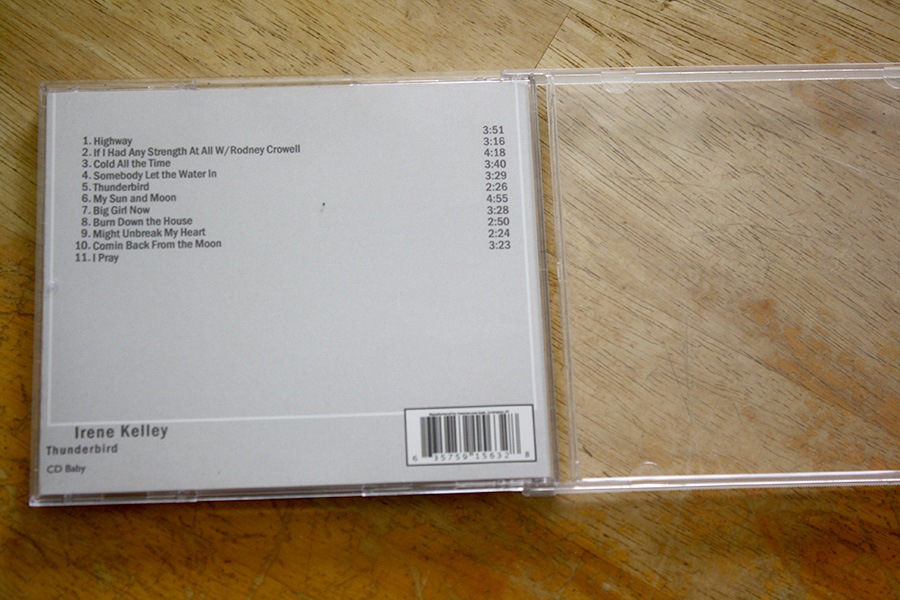 1. Highway 3:51
2. If I Had Any Strength At All W/Rodney Crowell 3:16
3. Cold All the Time 4:18
4. Somebody Let the Water In 3:40
5. Thunderbird 3:29
6. My Sun and Moon 2:26
7. Big Girl Now 4:55
8. Burn Down the House 3:28
9. Might Unbreak My Heart 2:50
10. Comin Back From the Moon 2:24
11. I Pray 3:23
Irene Kelley
Thunderbird
CD Baby
6 35759 15632 8